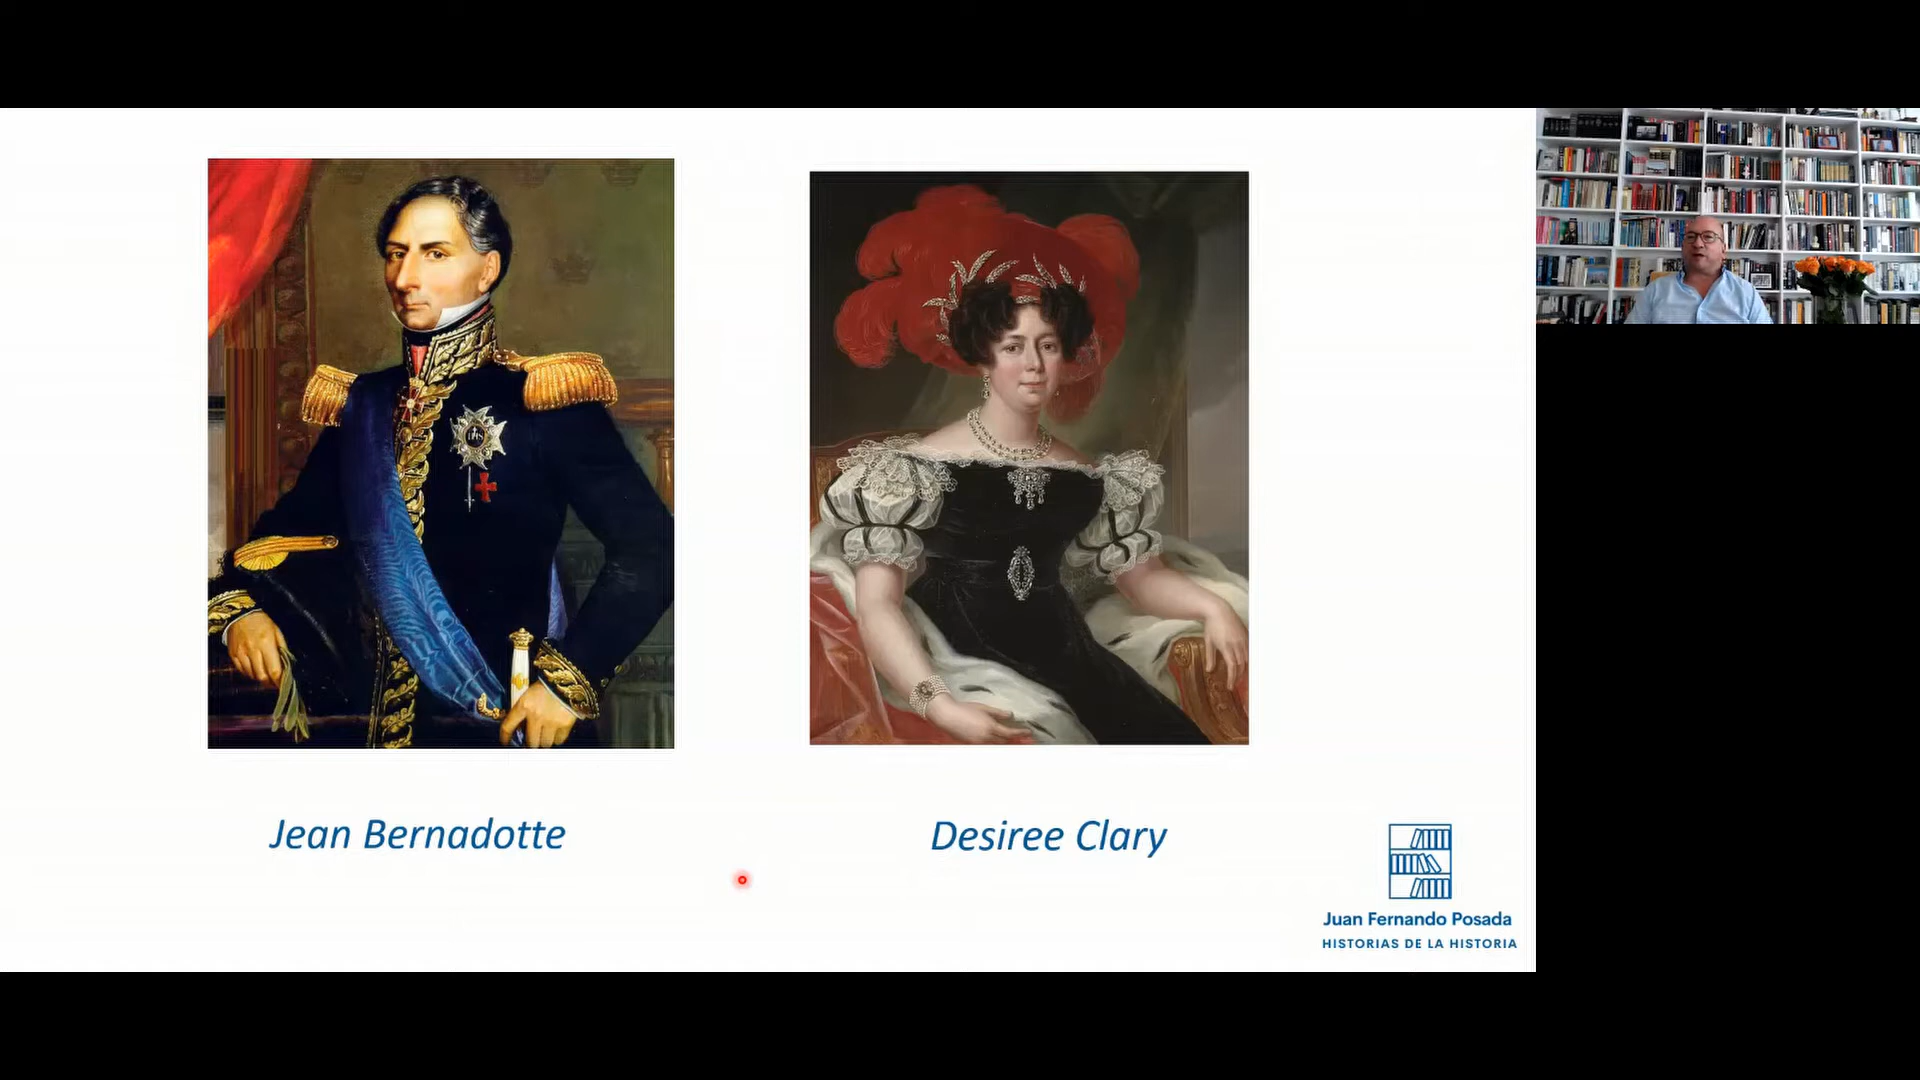 Jean Bernadotte
Desiree Clary
Juan Fernando Posada
HISTORIAS DE LA HISTORIA